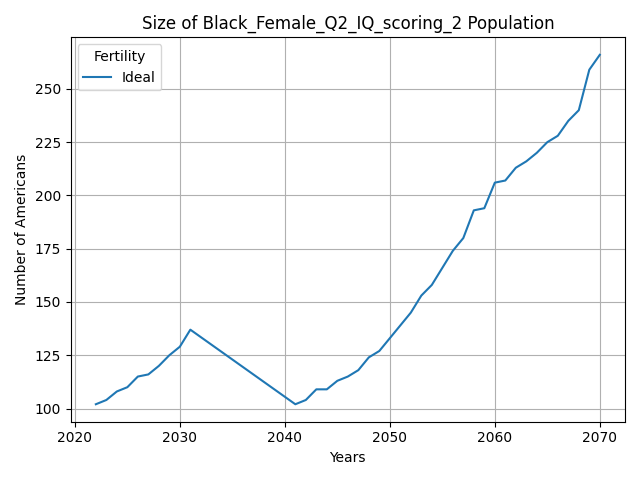 Size of Black_Female_Q2_IQ_scoring_2 Population
Fertility
Ideal
Number of Americans
250
225
200
175
150
125
100
2020 2030 2040 2050 2060 2070
Years